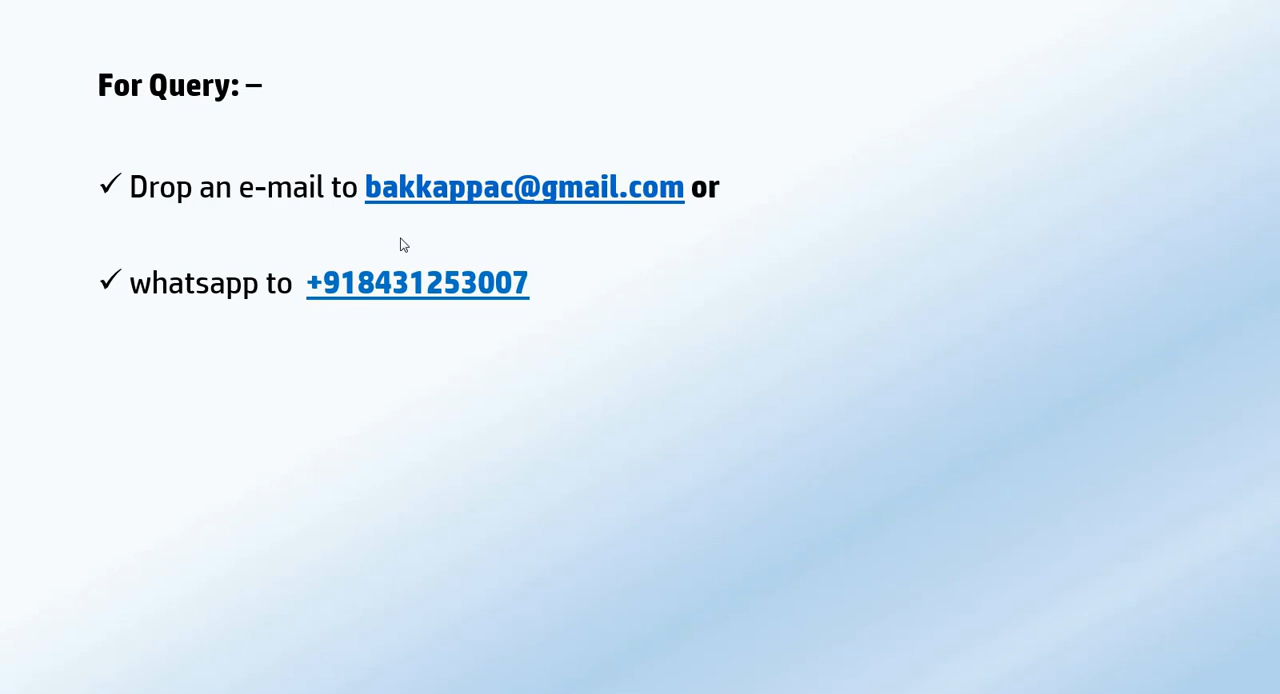 For Query: –
✓ Drop an e-mail to bakkappac@gmail.com or
✓ whatsapp to +918431253007